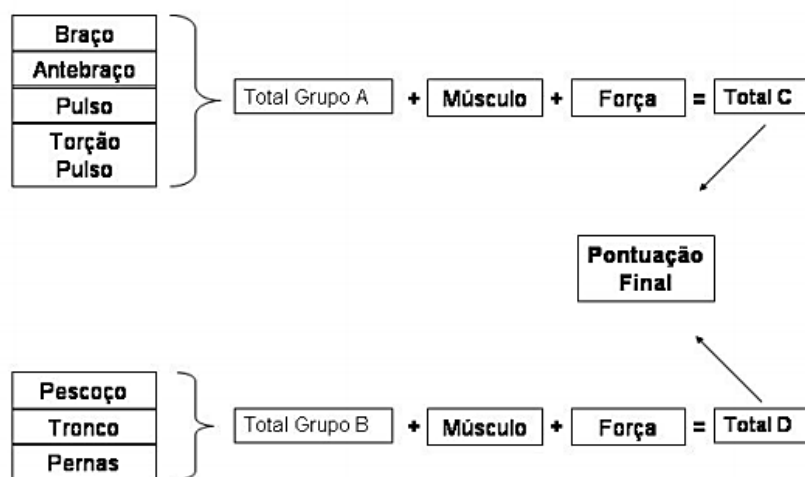 Braço
Antebraço
Pulso
Torção
Pulso
Total Grupo A + Músculo + Força = Total C
Pontuação
Final
Pescoço
Tronco
Pernas
Total Grupo B + Músculo + Força = Total D